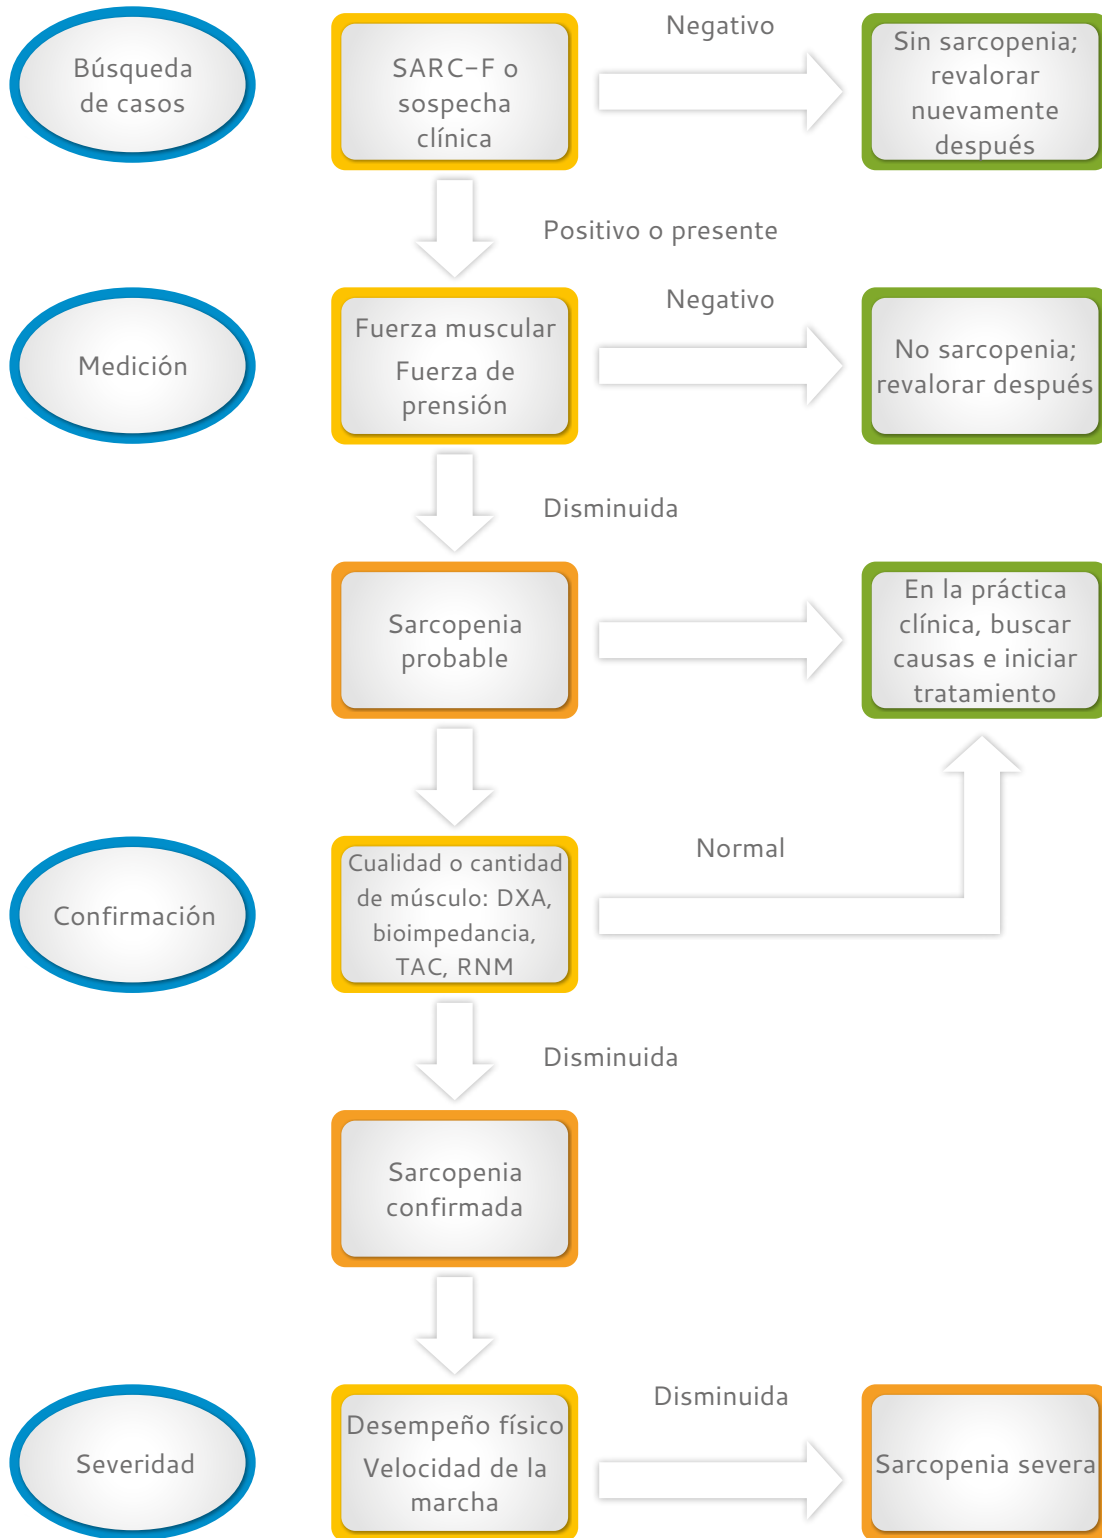 Búsqueda
de casos
SARC-F o
sospecha
clínica
Negativo
Sin sarcopenia;
revalorar
nuevamente
después
Positivo o presente
Medición
Fuerza muscular
Fuerza de
prensión
Negativo
No sarcopenia;
revalorar después
Disminuida
Sarcopenia
probable
En la práctica
clínica, buscar
causas e iniciar
tratamiento
Confirmación
Cualidad o cantidad
de músculo: DXA,
bioimpedancia,
TAC, RNM
Normal
Disminuida
Sarcopenia
confirmada
Severidad
Desempeño físico
Velocidad de la
marcha
Disminuida
Sarcopenia severa